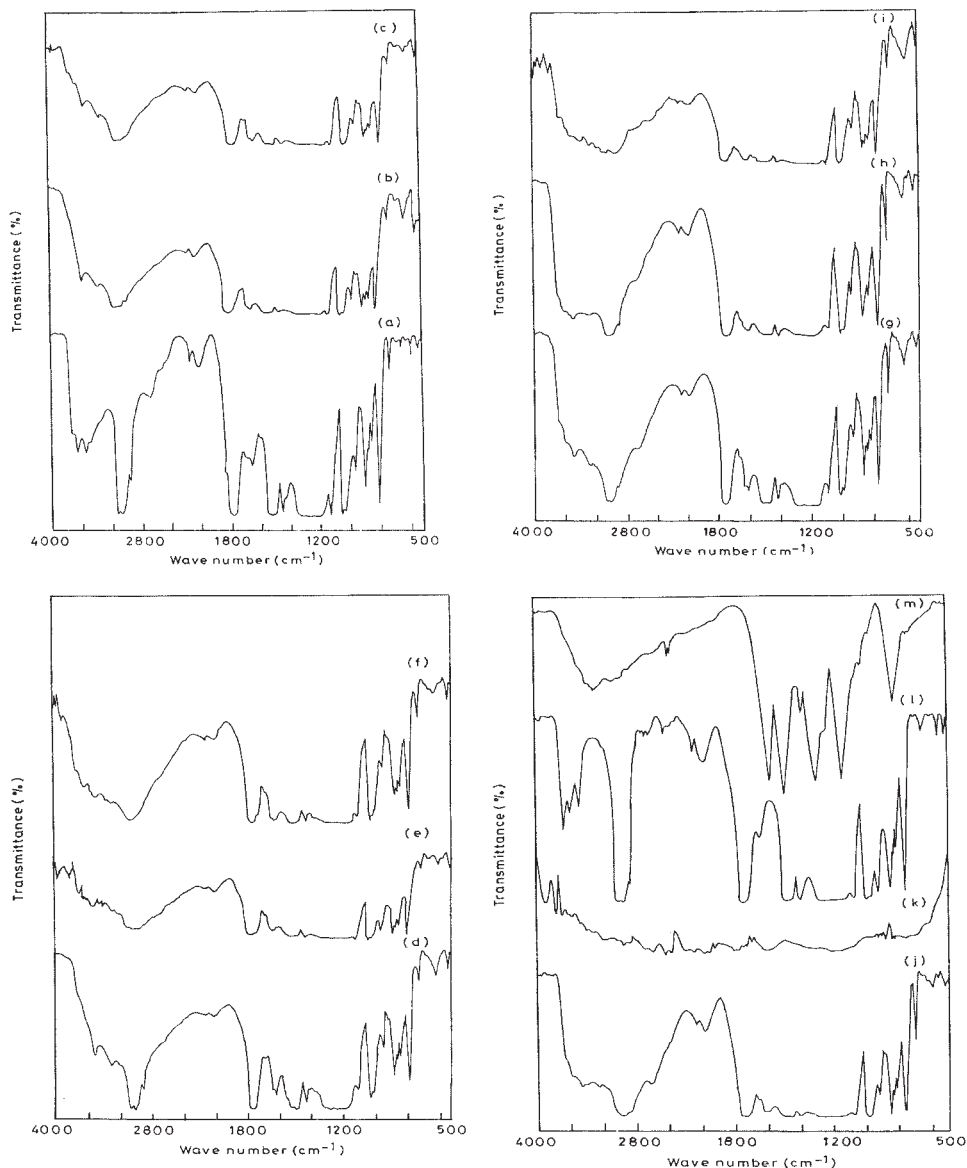 (c)
(b)
(a)
Transmittance (%)
4000 2800 1800 1200 500
Wave number (cm⁻¹)
(i)
(h)
(g)
Transmittance (%)
4000 2800 1800 1200 500
Wave number (cm⁻¹)
(f)
(e)
(d)
Transmittance (%)
4000 2800 1800 1200 500
Wave number (cm⁻¹)
(m)
(l)
(k)
(j)
Transmittance (%)
4000 2800 1800 1200 500
Wave number (cm⁻¹)